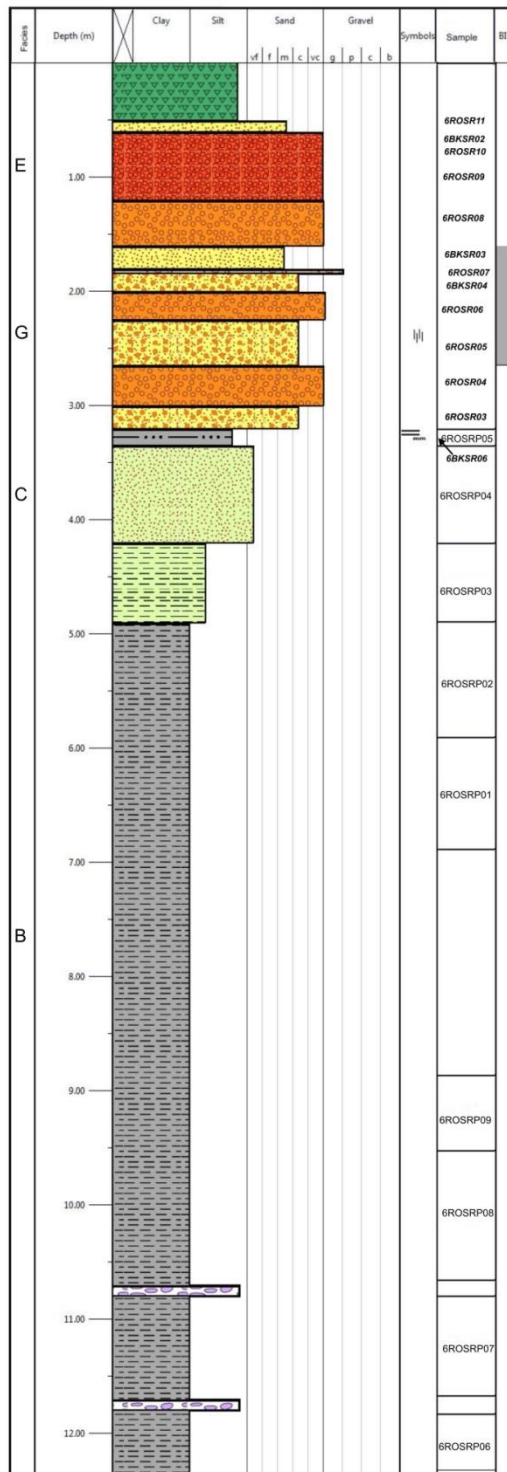 Facies Depth (m) Clay Silt Sand Gravel Symbols Sample BI
vf f m c vc g p c b
6ROSR11
6BKSR02
6ROSR10
E 1.00 6ROSR09
6ROSR08
6BKSR03
6ROSR07
2.00 6BKSR04
6ROSR06
G
6ROSR05
6ROSR04
3.00 6ROSR03
6ROSRP05
6BKSR06
C 6ROSRP04
4.00
6ROSRP03
5.00
6ROSRP02
6.00
6ROSRP01
7.00
B
8.00
9.00
6ROSRP09
10.00 6ROSRP08
11.00
6ROSRP07
12.00 6ROSRP06